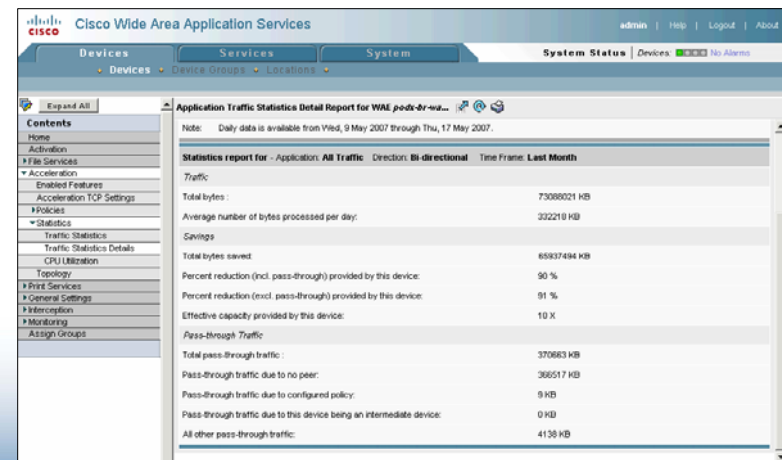 CISCO
Cisco Wide Area Application Services
admin | Help | Logout | About
Devices Services System
System Status Devices: No Alarms
Devices Device Groups Locations
Expand All
Application Traffic Statistics Detail Report for WAE podx-br-wa...
Contents
Home
Activation
File Services
Acceleration
Enabled Features
Acceleration TCP Settings
Policies
Statistics
Traffic Statistics
Traffic Statistics Details
CPU Utilization
Topology
Print Services
General Settings
Interception
Monitoring
Assign Groups
Note: Daily data is available from Wed, 9 May 2007 through Thu, 17 May 2007.
Statistics report for - Application: All Traffic Direction: Bi-directional Time Frame: Last Month
Traffic
Total bytes : 73088021 KB
Average number of bytes processed per day: 332218 KB
Savings
Total bytes saved: 65937494 KB
Percent reduction (incl. pass-through) provided by this device: 90 %
Percent reduction (excl. pass-through) provided by this device: 91 %
Effective capacity provided by this device: 10 X
Pass-through Traffic
Total pass-through traffic : 370663 KB
Pass-through traffic due to no peer: 366517 KB
Pass-through traffic due to configured policy: 9 KB
Pass-through traffic due to this device being an intermediate device: 0 KB
All other pass-through traffic: 4138 KB